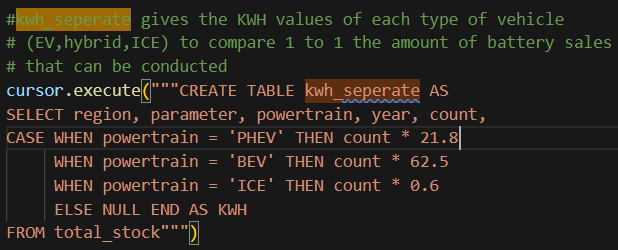 #kwh_seperate gives the KWH values of each type of vehicle
# (EV,hybrid,ICE) to compare 1 to 1 the amount of battery sales
# that can be conducted
cursor.execute("""CREATE TABLE kwh_seperate AS
SELECT region, parameter, powertrain, year, count,
CASE WHEN powertrain = 'PHEV' THEN count * 21.8
     WHEN powertrain = 'BEV' THEN count * 62.5
     WHEN powertrain = 'ICE' THEN count * 0.6
     ELSE NULL END AS KWH
FROM total_stock""")